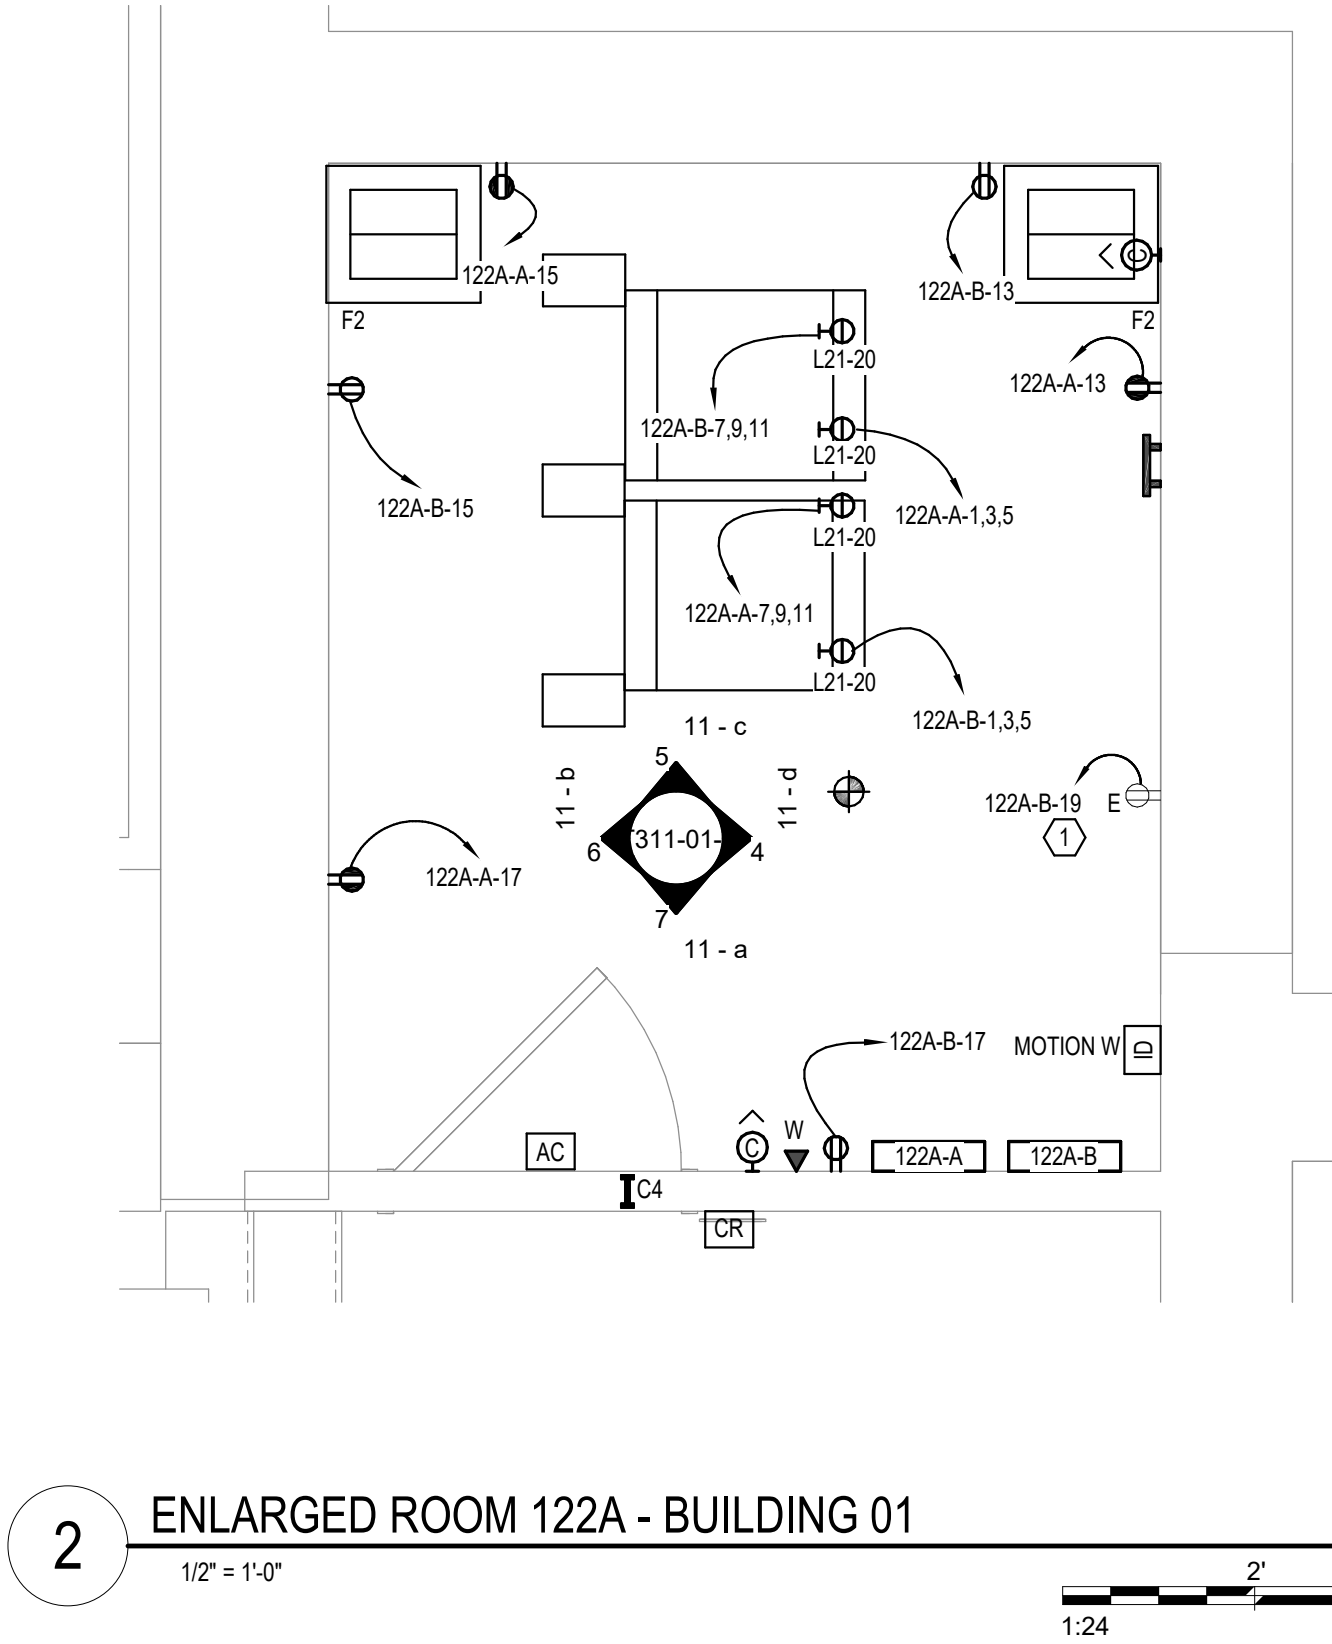 122A-A-15
122A-B-13
C
F2
F2
L21-20
122A-A-13
122A-B-7,9,11
L21-20
122A-B-15
122A-A-1,3,5
L21-20
122A-A-7,9,11
L21-20
122A-B-1,3,5
11 - c
5
11 - b
11 - d
122A-B-19
E
1
311-01-
6
4
122A-A-17
7
11 - a
122A-B-17
MOTION W
ID
W
AC
C
122A-A
122A-B
C4
CR
2
ENLARGED ROOM 122A - BUILDING 01
1/2" = 1'-0"
2'
1:24